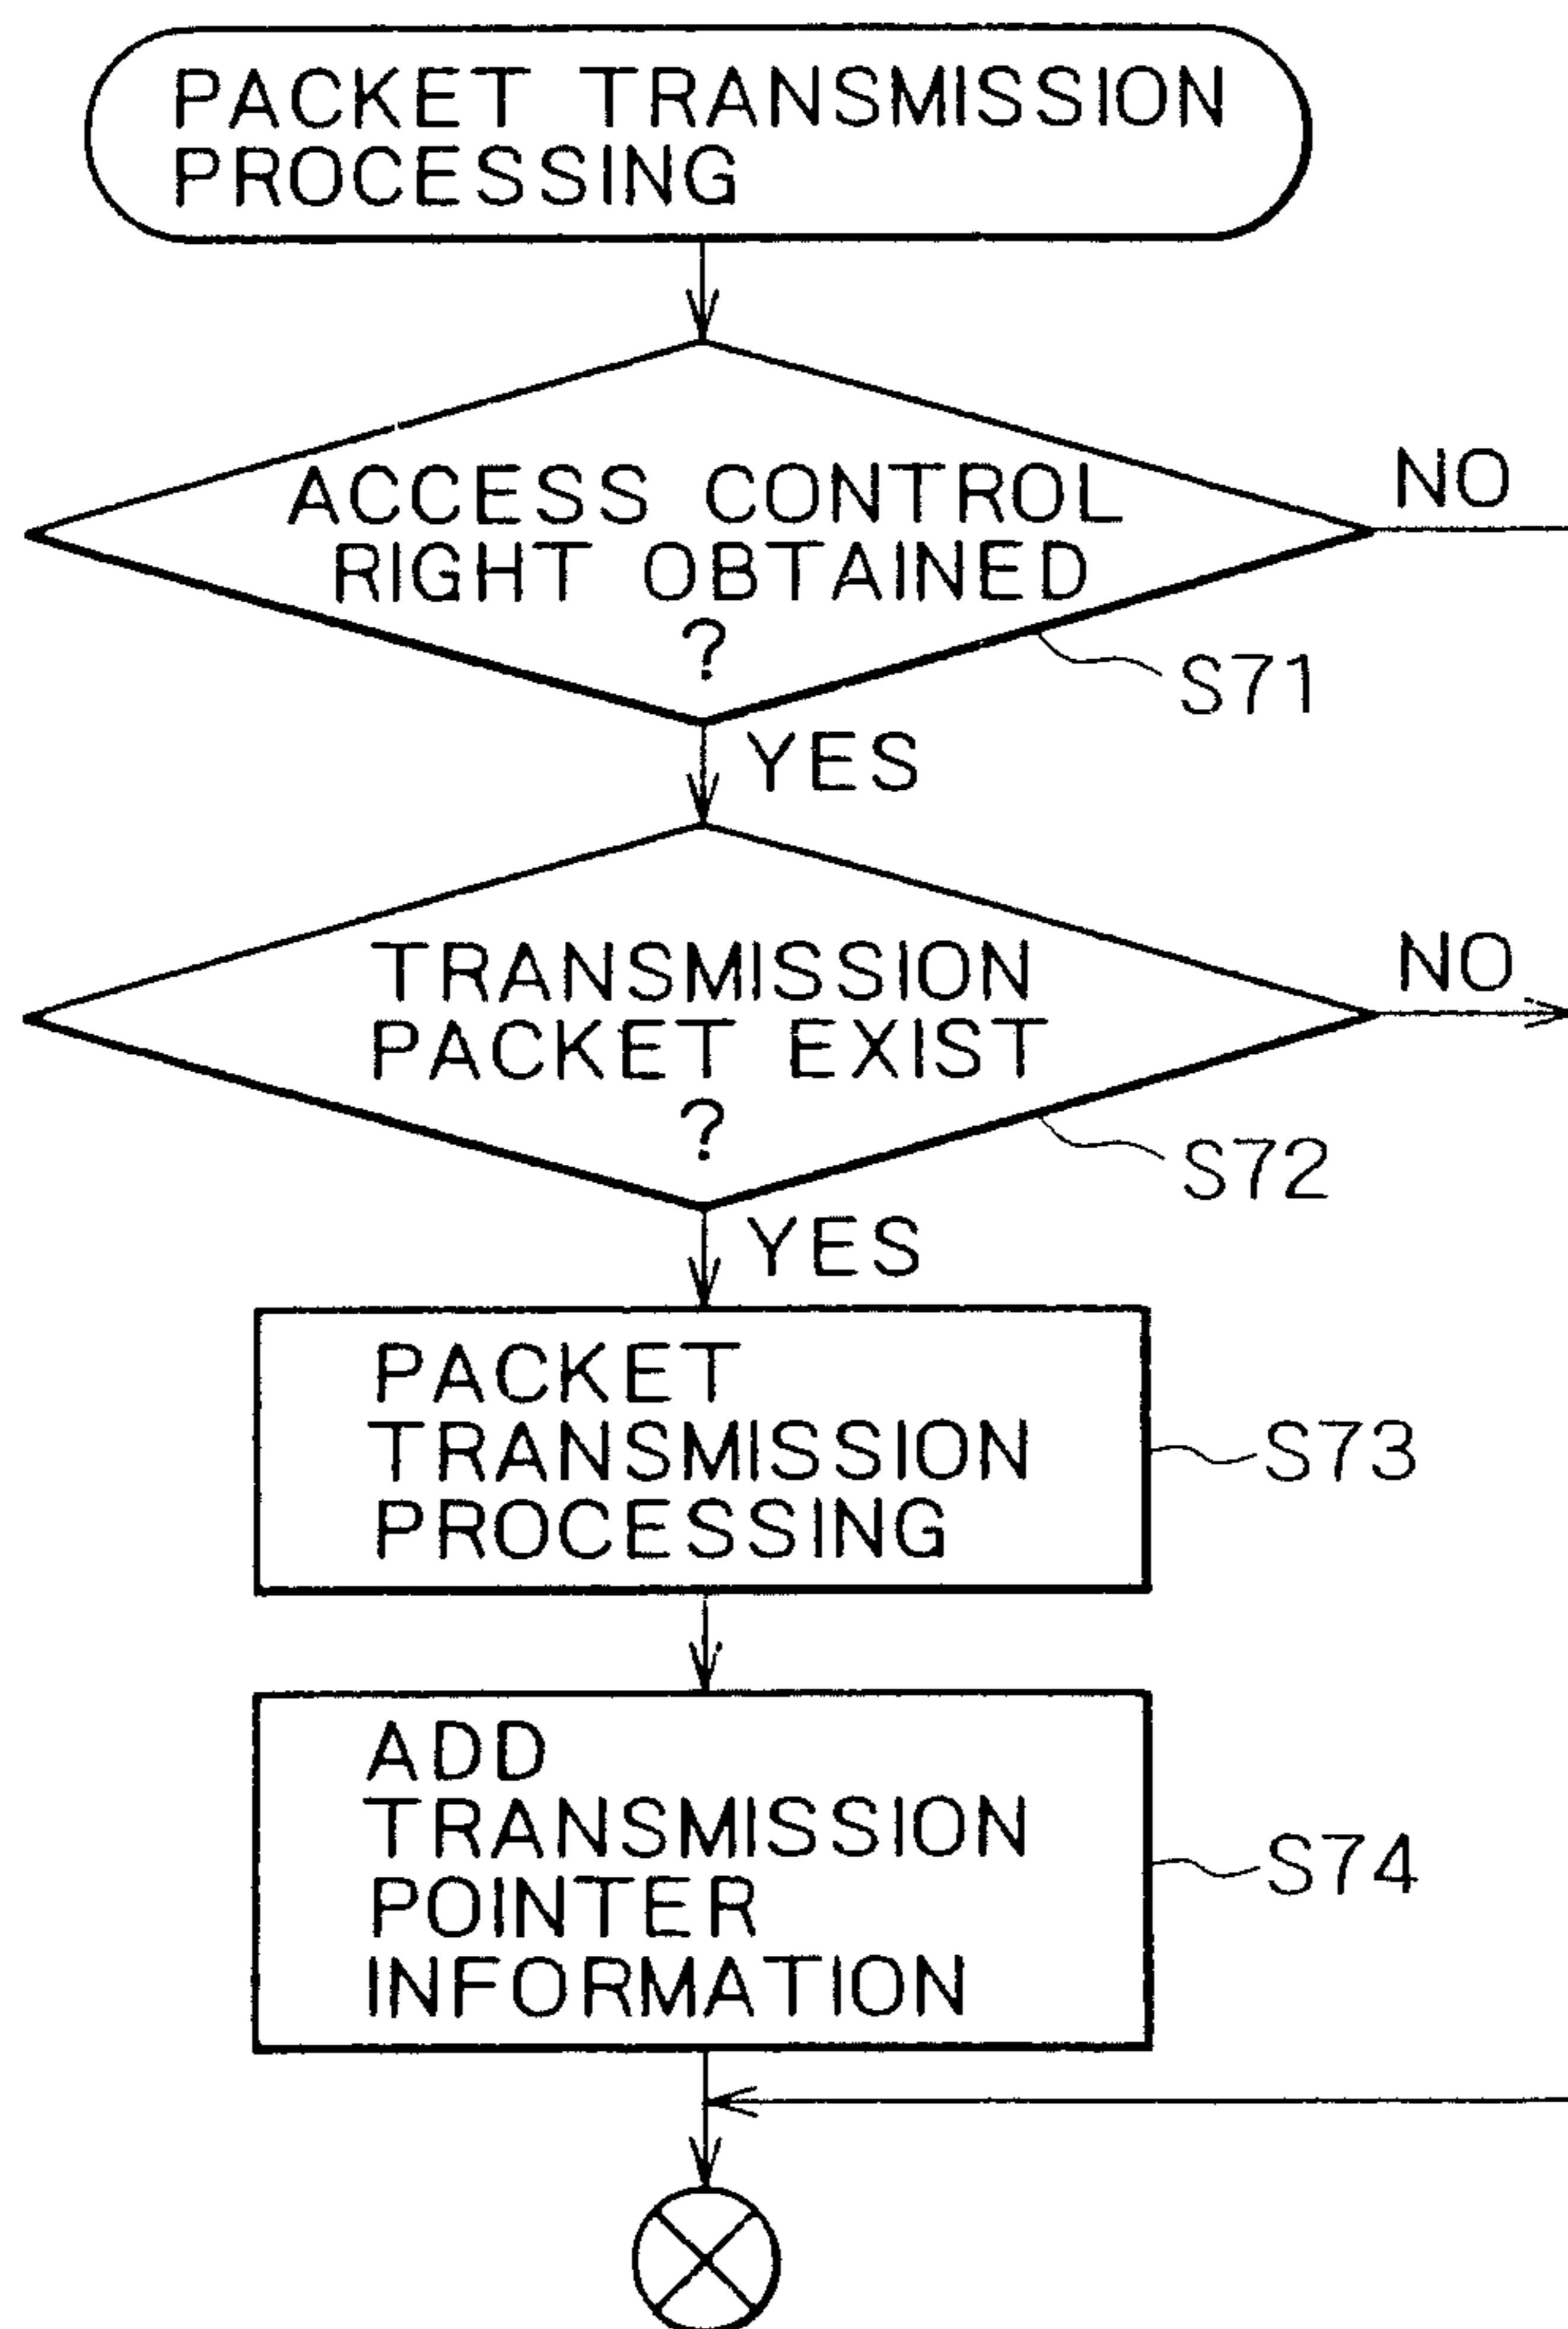 PACKET TRANSMISSION
PROCESSING
ACCESS CONTROL
RIGHT OBTAINED
?
NO
S71
YES
TRANSMISSION
PACKET EXIST
?
NO
S72
YES
PACKET
TRANSMISSION
PROCESSING
S73
ADD
TRANSMISSION
POINTER
INFORMATION
S74